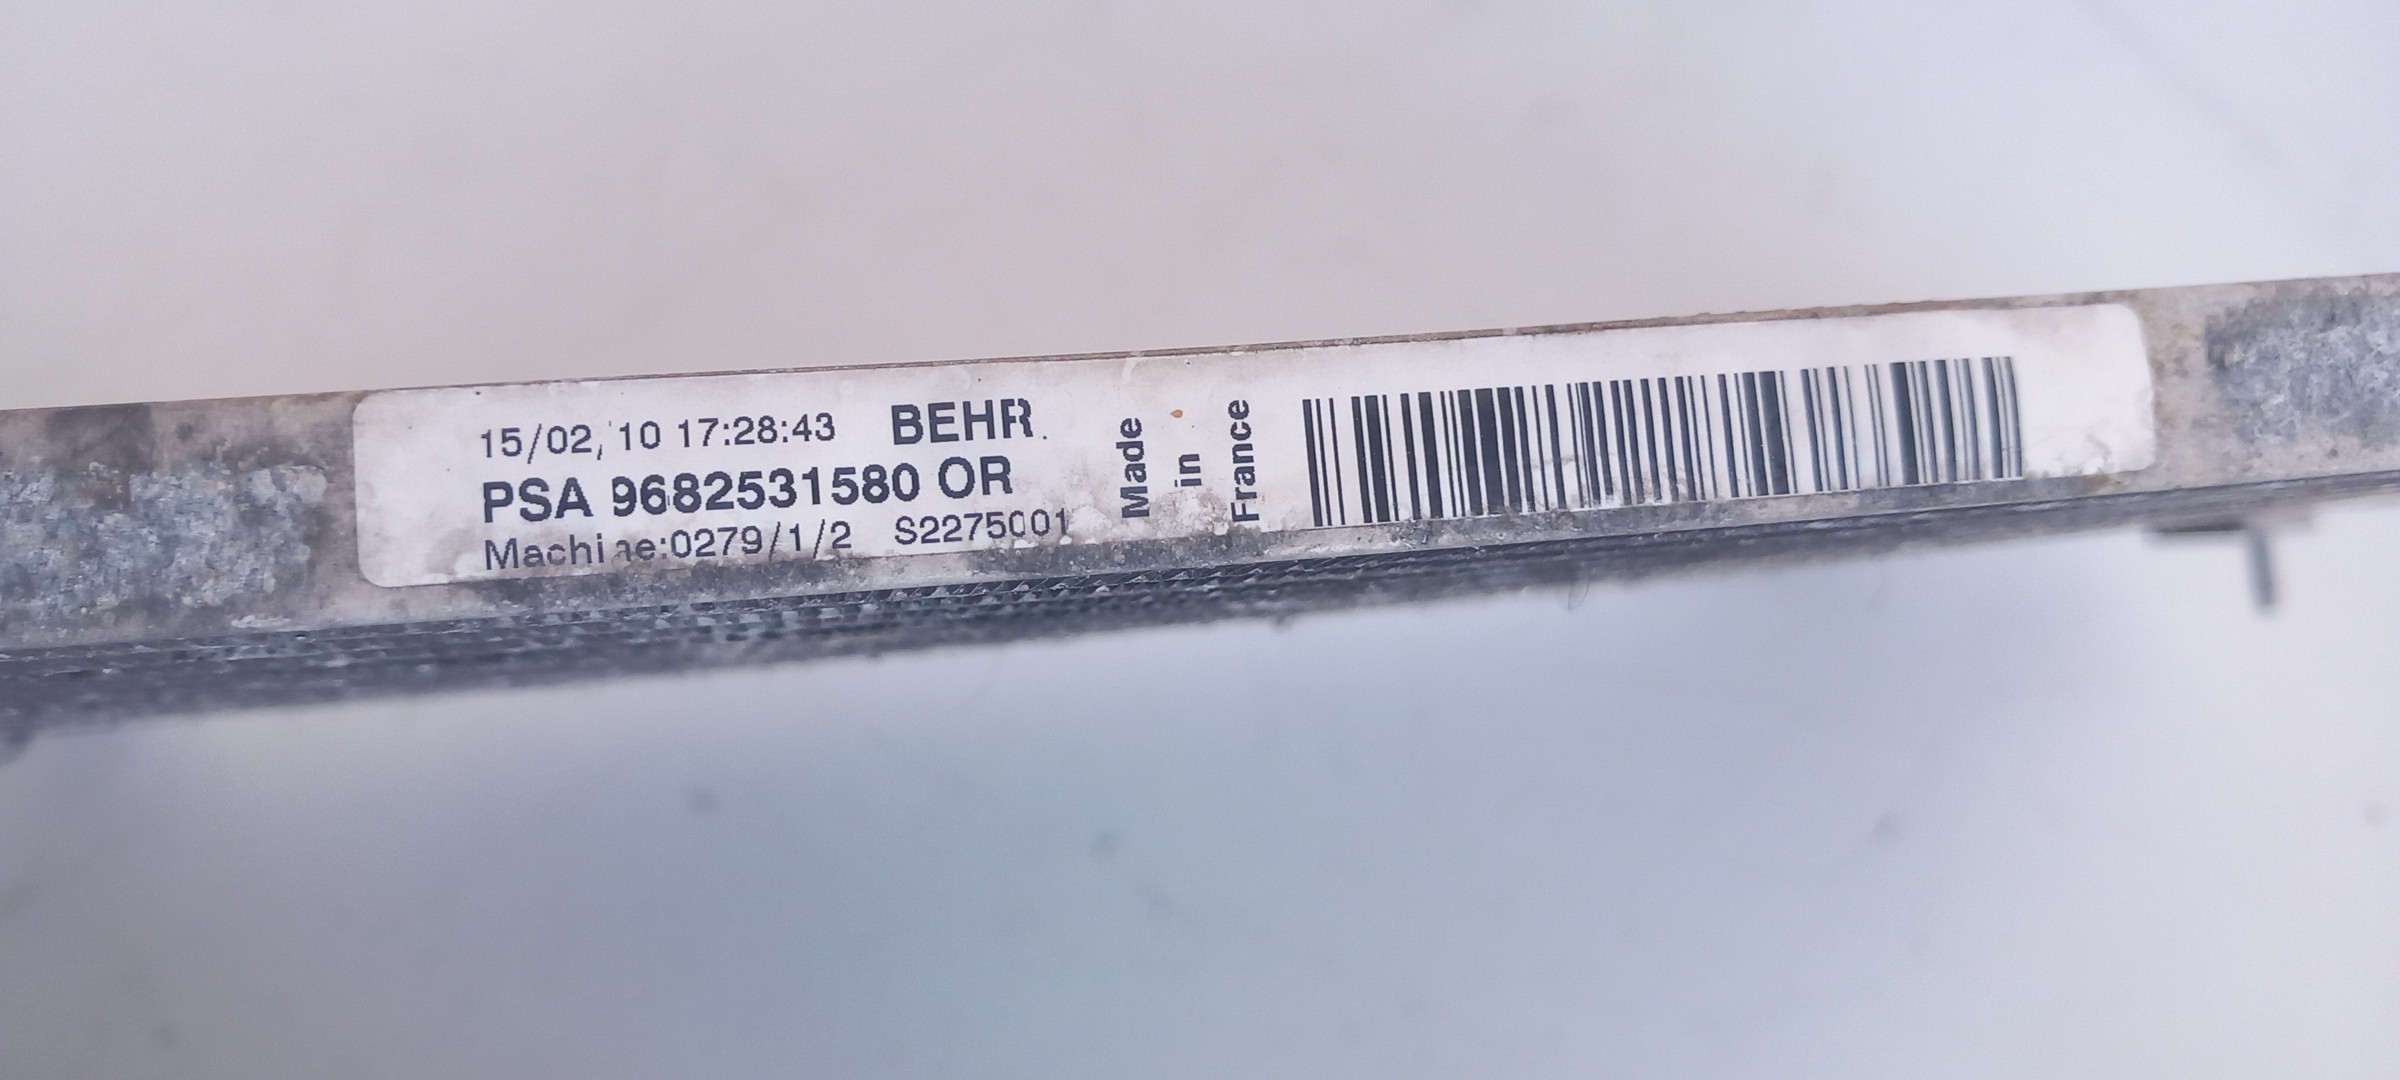 15/02/10 17:28:43 BEHR
PSA 9682531580 OR
Machine:0279/1/2 S2275001
Made
in
France